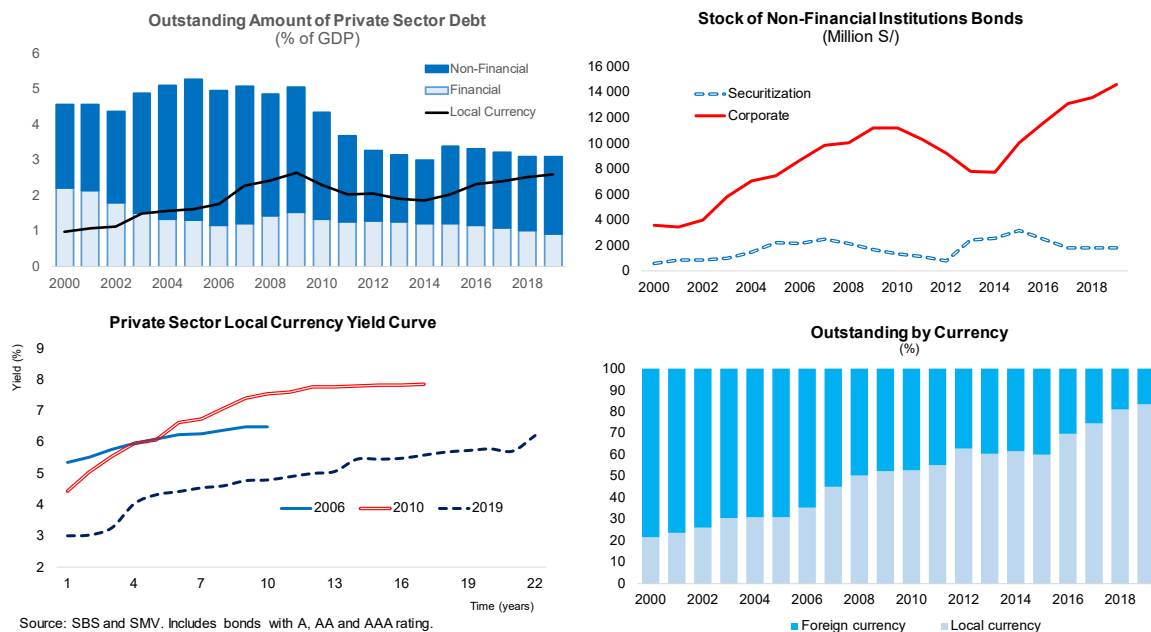 Outstanding Amount of Private Sector Debt
(% of GDP)
6
5
4
3
2
1
0
Non-Financial
Financial
Local Currency
2000 2002 2004 2006 2008 2010 2012 2014 2016 2018
Stock of Non-Financial Institutions Bonds
(Million S/)
16 000
14 000
12 000
10 000
8 000
6 000
4 000
2 000
0
Securitization
Corporate
2000 2002 2004 2006 2008 2010 2012 2014 2016 2018
Private Sector Local Currency Yield Curve
Yield (%)
9
8
7
6
5
4
3
2
2006 2010 2019
1 4 7 10 13 16 19 22
Time (years)
Source: SBS and SMV. Includes bonds with A, AA and AAA rating.
Outstanding by Currency
(%)
100
90
80
70
60
50
40
30
20
10
0
2000 2002 2004 2006 2008 2010 2012 2014 2016 2018
Foreign currency Local currency